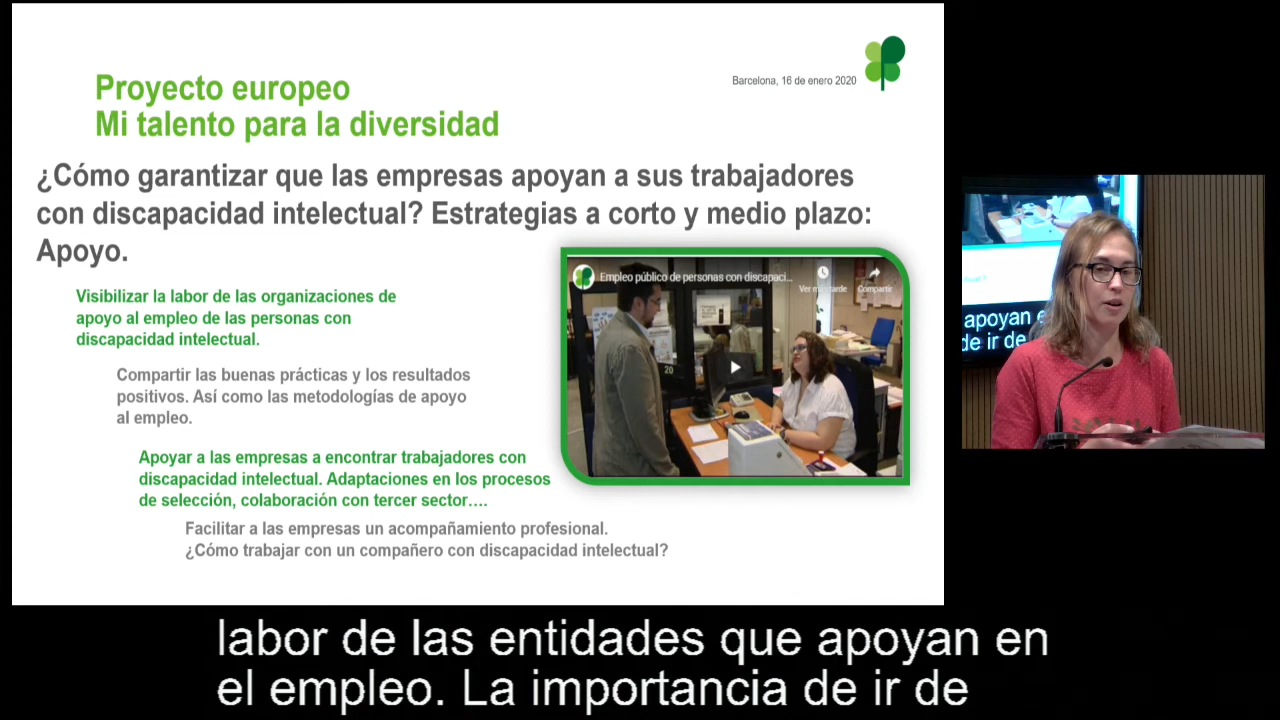 Barcelona, 16 de enero 2020
Proyecto europeo
Mi talento para la diversidad
¿Cómo garantizar que las empresas apoyan a sus trabajadores
con discapacidad intelectual? Estrategias a corto y medio plazo:
Apoyo.
Visibilizar la labor de las organizaciones de
apoyo al empleo de las personas con
discapacidad intelectual.
Compartir las buenas prácticas y los resultados
positivos. Así como las metodologías de apoyo
al empleo.
Apoyar a las empresas a encontrar trabajadores con
discapacidad intelectual. Adaptaciones en los procesos
de selección, colaboración con tercer sector….
Facilitar a las empresas un acompañamiento profesional.
¿Cómo trabajar con un compañero con discapacidad intelectual?
Empleo público de personas con discapaci...
Ver más tarde
Compartir
20
apoyan e
de ir de
labor de las entidades que apoyan en
el empleo. La importancia de ir de